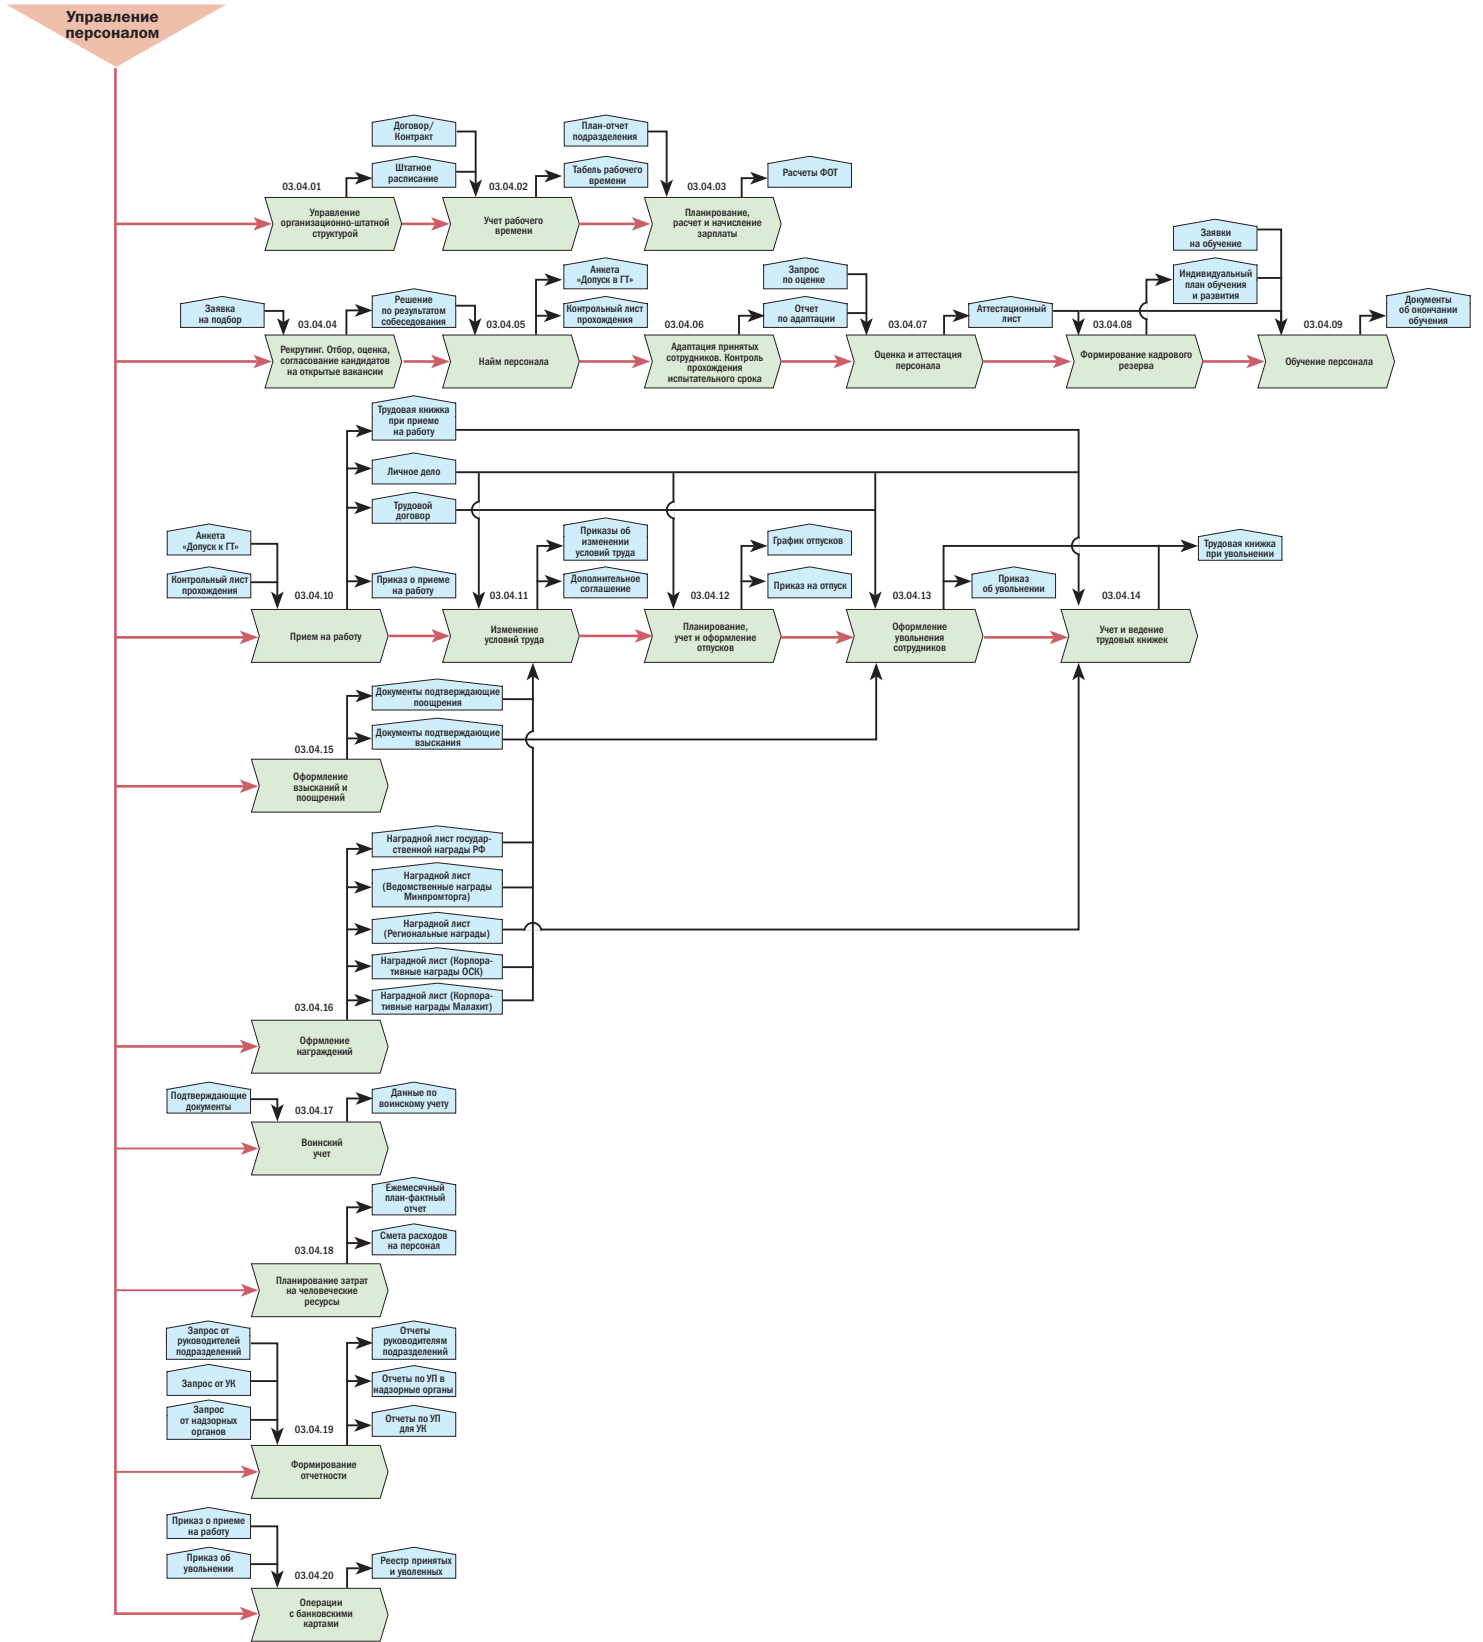 Управление
персоналом
Договор/
Контракт
План-отчет
подразделения
Штатное
расписание
Табель рабочего
времени
Расчеты ФОТ
03.04.01
03.04.02
03.04.03
Управление
организационно-штатной
структурой
Учет рабочего
времени
Планирование,
расчет и начисление
зарплаты
Заявки
на обучение
Анкета
«Допуск в ГТ»
Запрос
по оценке
Индивидуальный
план обучения
и развития
Заявка
на подбор
Решение
по результатом
собеседования
Контрольный лист
прохождения
Отчет
по адаптации
Аттестационный
лист
Документы
об окончании
обучения
03.04.04
03.04.05
03.04.06
03.04.07
03.04.08
03.04.09
Рекрутинг. Отбор, оценка,
согласование кандидатов
на открытые вакансии
Найм персонала
Адаптация принятых
сотрудников. Контроль
прохождения
испытательного срока
Оценка и аттестация
персонала
Формирование кадрового
резерва
Обучение персонала
Трудовая книжка
при приеме
на работу
Личное дело
Трудовой
договор
Анкета
«Допуск к ГТ»
Приказы об
изменении
условий труда
График отпусков
Трудовая книжка
при увольнении
Контрольный лист
прохождения
Приказ о приеме
на работу
Дополнительное
соглашение
Приказ на отпуск
Приказ
об увольнении
03.04.10
03.04.11
03.04.12
03.04.13
03.04.14
Прием на работу
Изменение
условий труда
Планирование,
учет и оформление
отпусков
Оформление
увольнения
сотрудников
Учет и ведение
трудовых книжек
Документы подтверждающие
поощрения
Документы подтверждающие
взыскания
03.04.15
Оформление
взысканий и
поощрений
Наградной лист государ-
ственной награды РФ
Наградной лист
(Ведомственные награды
Минпромторга)
Наградной лист
(Региональные награды)
Наградной лист (Корпора-
тивные награды ОСК)
Наградной лист (Корпора-
тивные награды Малахит)
03.04.16
Офрмление
награждений
Подтверждающие
документы
Данные по
воинскому учету
03.04.17
Воинский
учет
Ежемесячный
план-фактный
отчет
Смета расходов
на персонал
03.04.18
Планирование затрат
на человеческие
ресурсы
Запрос от
руководителей
подразделений
Отчеты
руководителям
подразделений
Запрос от УК
Отчеты по УП в
надзорные органы
Запрос
от надзорных
органов
Отчеты по УП
для УК
03.04.19
Формирование
отчетности
Приказ о приеме
на работу
Приказ об
увольнении
Реестр принятых
и уволенных
03.04.20
Операции
с банковскими
картами